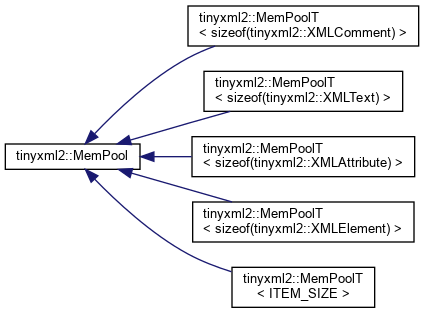 tinyxml2::MemPoolT
< sizeof(tinyxml2::XMLComment) >
tinyxml2::MemPoolT
< sizeof(tinyxml2::XMLText) >
tinyxml2::MemPool
tinyxml2::MemPoolT
< sizeof(tinyxml2::XMLAttribute) >
tinyxml2::MemPoolT
< sizeof(tinyxml2::XMLElement) >
tinyxml2::MemPoolT
< ITEM_SIZE >